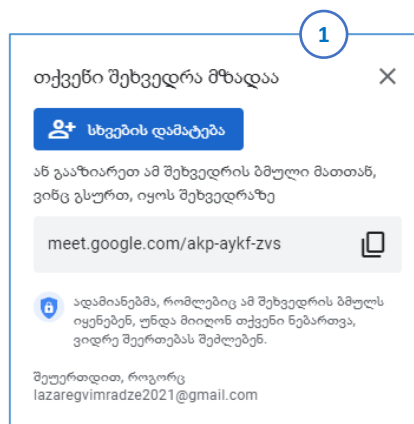 1
თქვენი შეხვედრა მზადაა
სხვების დამატება
ან გააზიარეთ ამ შეხვედრის ბმული მათთან,
ვინც გსურთ, იყოს შეხვედრაზე
meet.google.com/akp-aykf-zvs
ადამიანებმა, რომლებიც ამ შეხვედრის ბმულს
იყენებენ, უნდა მიიღონ თქვენი ნებართვა,
ვიდრე შეერთებას შეძლებენ.
შეუერთდით, როგორც
lazaregvimradze2021@gmail.com